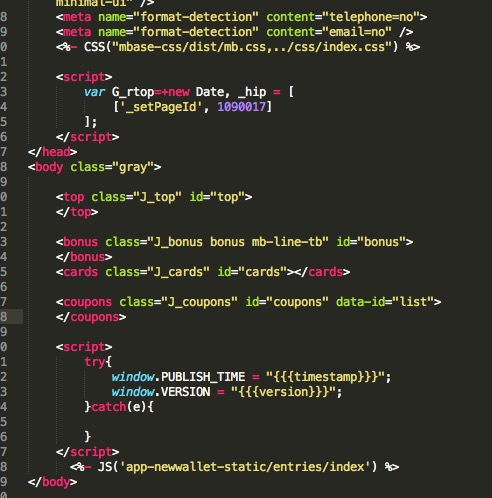 minimal-ui" />
8 <meta name="format-detection" content="telephone=no">
9 <meta name="format-detection" content="email=no" />
0 <%- CSS("mbase-css/dist/mb.css,../css/index.css") %>
1
2 <script>
3 var G_rtop=+new Date, _hip = [
4 ['_setPageId', 1090017]
5 ];
6 </script>
7 </head>
8 <body class="gray">
9
0 <top class="J_top" id="top">
1 </top>
2
3 <bonus class="J_bonus bonus mb-line-tb" id="bonus">
4 </bonus>
5 <cards class="J_cards" id="cards"></cards>
6
7 <coupons class="J_coupons" id="coupons" data-id="list">
8 </coupons>
9
0 <script>
1 try{
2 window.PUBLISH_TIME = "{{{timestamp}}}";
3 window.VERSION = "{{{version}}}";
4 }catch(e){
5
6 }
7 </script>
8 <%- JS('app-newwallet-static/entries/index') %>
9 </body>